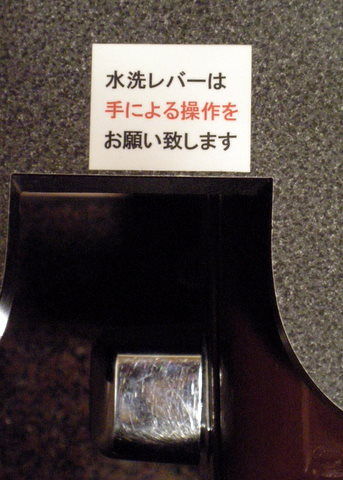 水洗レバーは
手による操作を
お願い致します